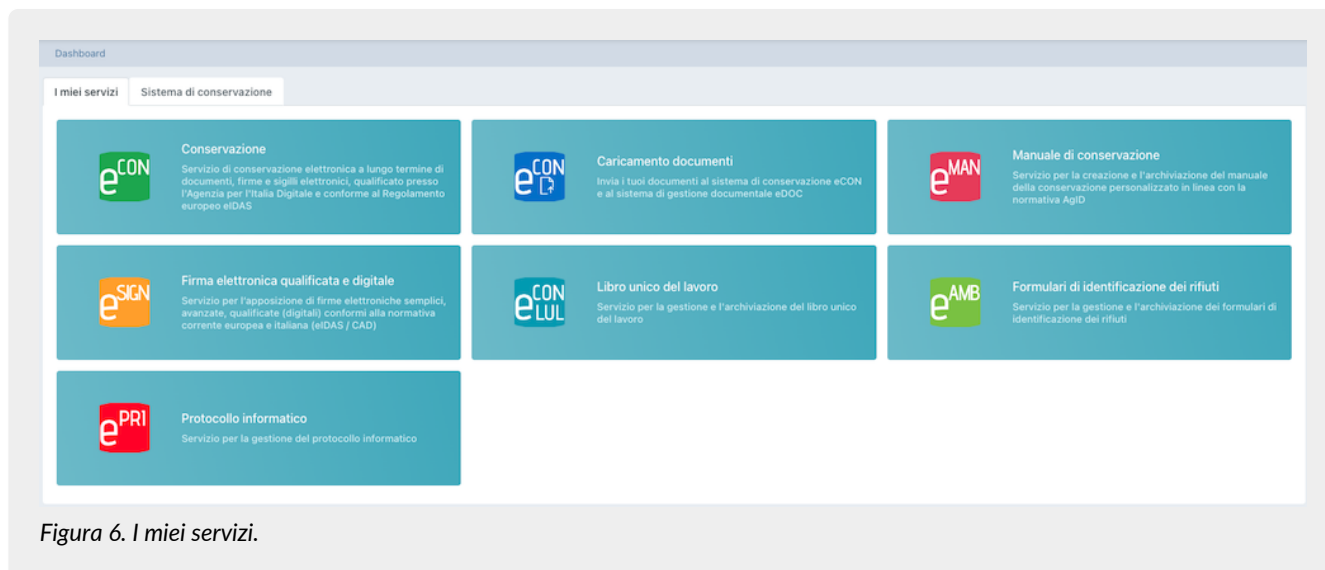 Dashboard
I miei servizi
Sistema di conservazione
eCON
Conservazione
Servizio di conservazione elettronica a lungo termine di
documenti, firme e sigilli elettronici, qualificato presso
l'Agenzia per l'Italia Digitale e conforme al Regolamento
europeo eIDAS
eCON
Caricamento documenti
Invia i tuoi documenti al sistema di conservazione eCON
e al sistema di gestione documentale eDOC
eMAN
Manuale di conservazione
Servizio per la creazione e l'archiviazione del manuale
della conservazione personalizzato in linea con la
normativa AgID
eSIGN
Firma elettronica qualificata e digitale
Servizio per l'apposizione di firme elettroniche semplici,
avanzate, qualificate (digitali) conformi alla normativa
corrente europea e italiana (eIDAS / CAD)
eCON
LUL
Libro unico del lavoro
Servizio per la gestione e l'archiviazione del libro unico
del lavoro
eAMB
Formulari di identificazione dei rifiuti
Servizio per la gestione e l'archiviazione dei formulari di
identificazione dei rifiuti
ePRI
Protocollo informatico
Servizio per la gestione del protocollo informatico
Figura 6. I miei servizi.